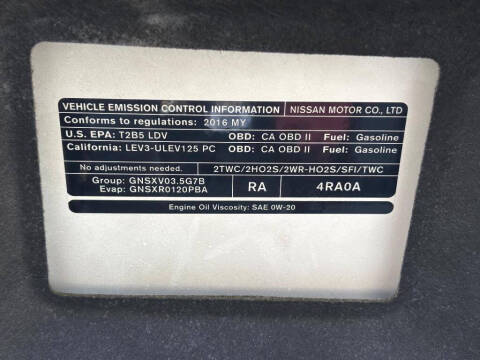 VEHICLE EMISSION CONTROL INFORMATION NISSAN MOTOR CO., LTD
Conforms to regulations: 2016 MY
U.S. EPA: T2B5 LDV OBD: CA OBD II Fuel: Gasoline
California: LEV3-ULEV125 PC OBD: CA OBD II Fuel: Gasoline
No adjustments needed. 2TWC/2HO2S/2WR-HO2S/SFI/TWC
Group: GNSXV03.5G7B
Evap: GNSXR0120PBA RA 4RA0A
Engine Oil Viscosity: SAE 0W-20